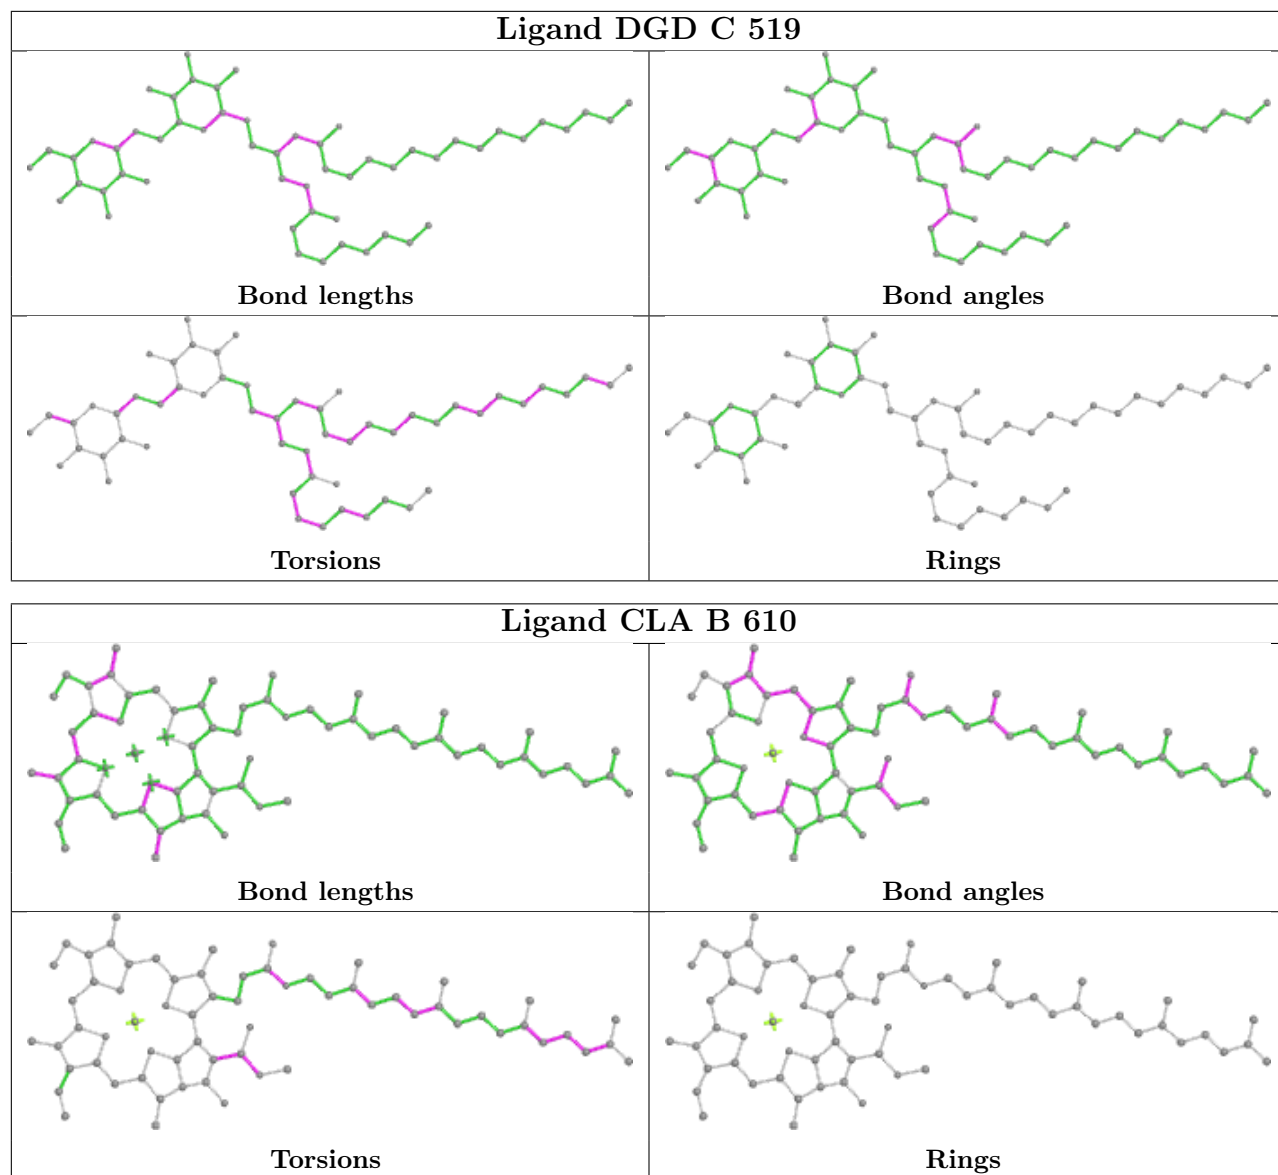 Ligand DGD C 519
Bond lengths
Bond angles
Torsions
Rings
Ligand CLA B 610
Bond lengths
Bond angles
Torsions
Rings